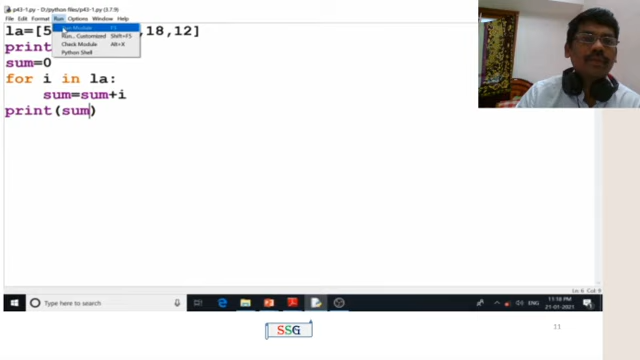 p43-1.py - D:/python files/p43-1.py (3.7.9)
File Edit Format Run Options Window Help
la=[5 ,18,12]
Run Module F5
Run... Customized Shift+F5
Check Module Alt+X
Python Shell
print
sum=0
for i in la:
sum=sum+i
print(sum)
Ln: 6 Col: 9
Type here to search
ENG
11:18 PM
21-01-2021
SSG
11